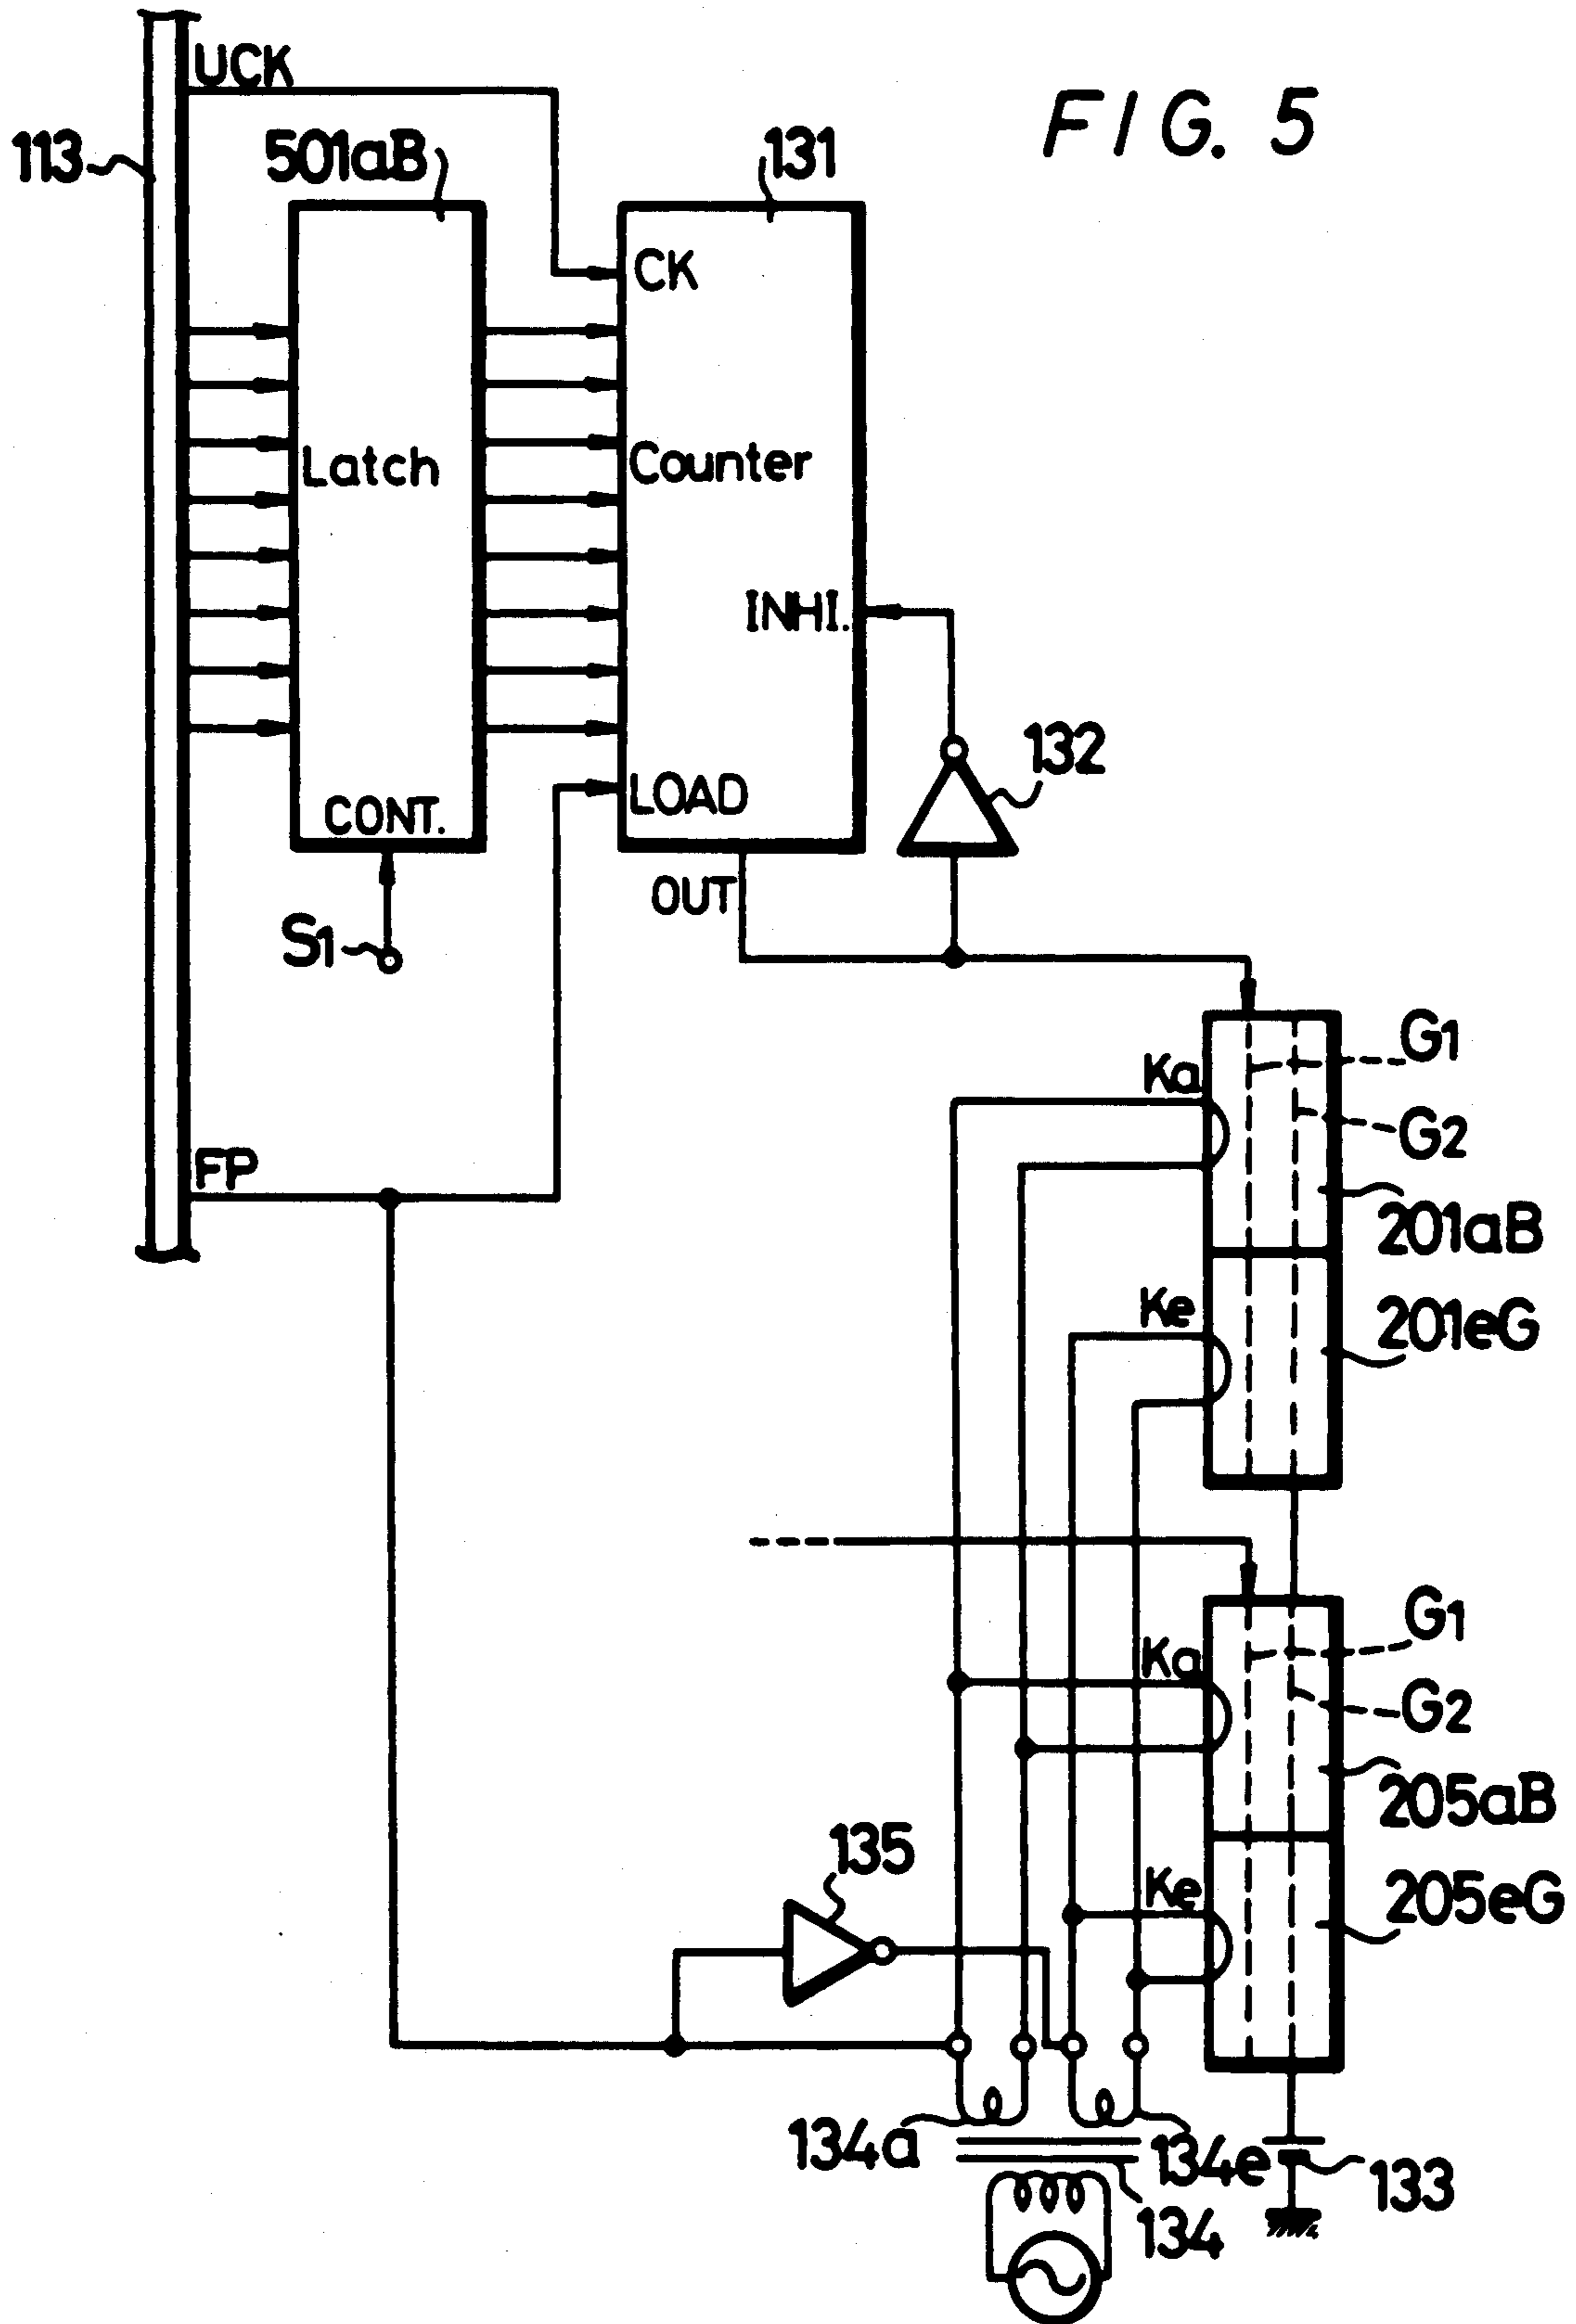 UCK
FIG. 5
113
501aB
131
CK
Latch
Counter
INHI.
132
CONT.
LOAD
OUT
S1
G1
Ka
G2
FP
201aB
Ke
201eG
G1
Ka
G2
205aB
135
Ke
205eG
134a
134e
133
134